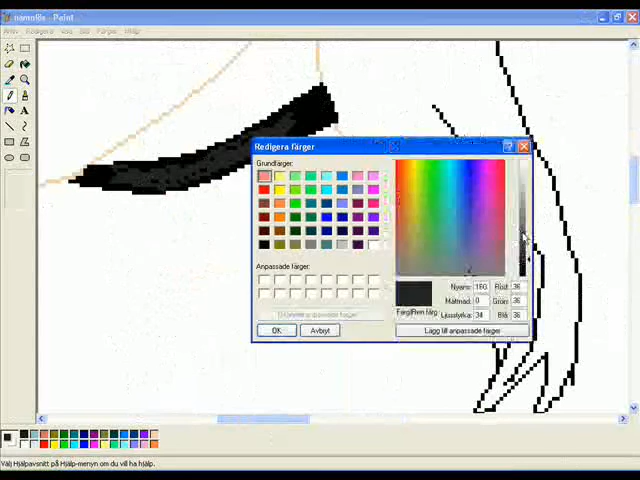 namnlös - Paint
Arkiv Redigera Visa Bild Färger Hjälp
Redigera färger
Grundfärger:
Anpassade färger:
OK
Avbryt
Färg|Ren färg
Nyans: 160
Mättnad: 0
Ljusstyrka: 34
Röd: 36
Grön: 36
Blå: 36
Lägg till anpassade färger
Välj Hjälpavsnitt på Hjälp-menyn om du vill ha hjälp.